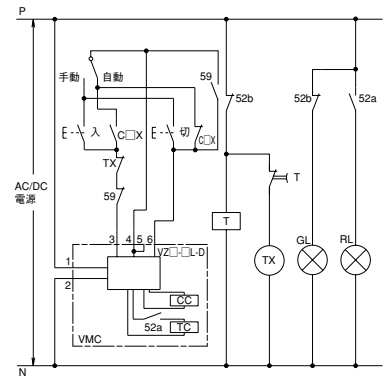 P
手動
自動
59
52b
52b
52a
E
入
C□X
E
切
C□X
TX
T
59
AC/DC
電源
3
4
5
6
VZ□-□L-D
T
TX
GL
RL
1
2
CC
52a
TC
VMC
N